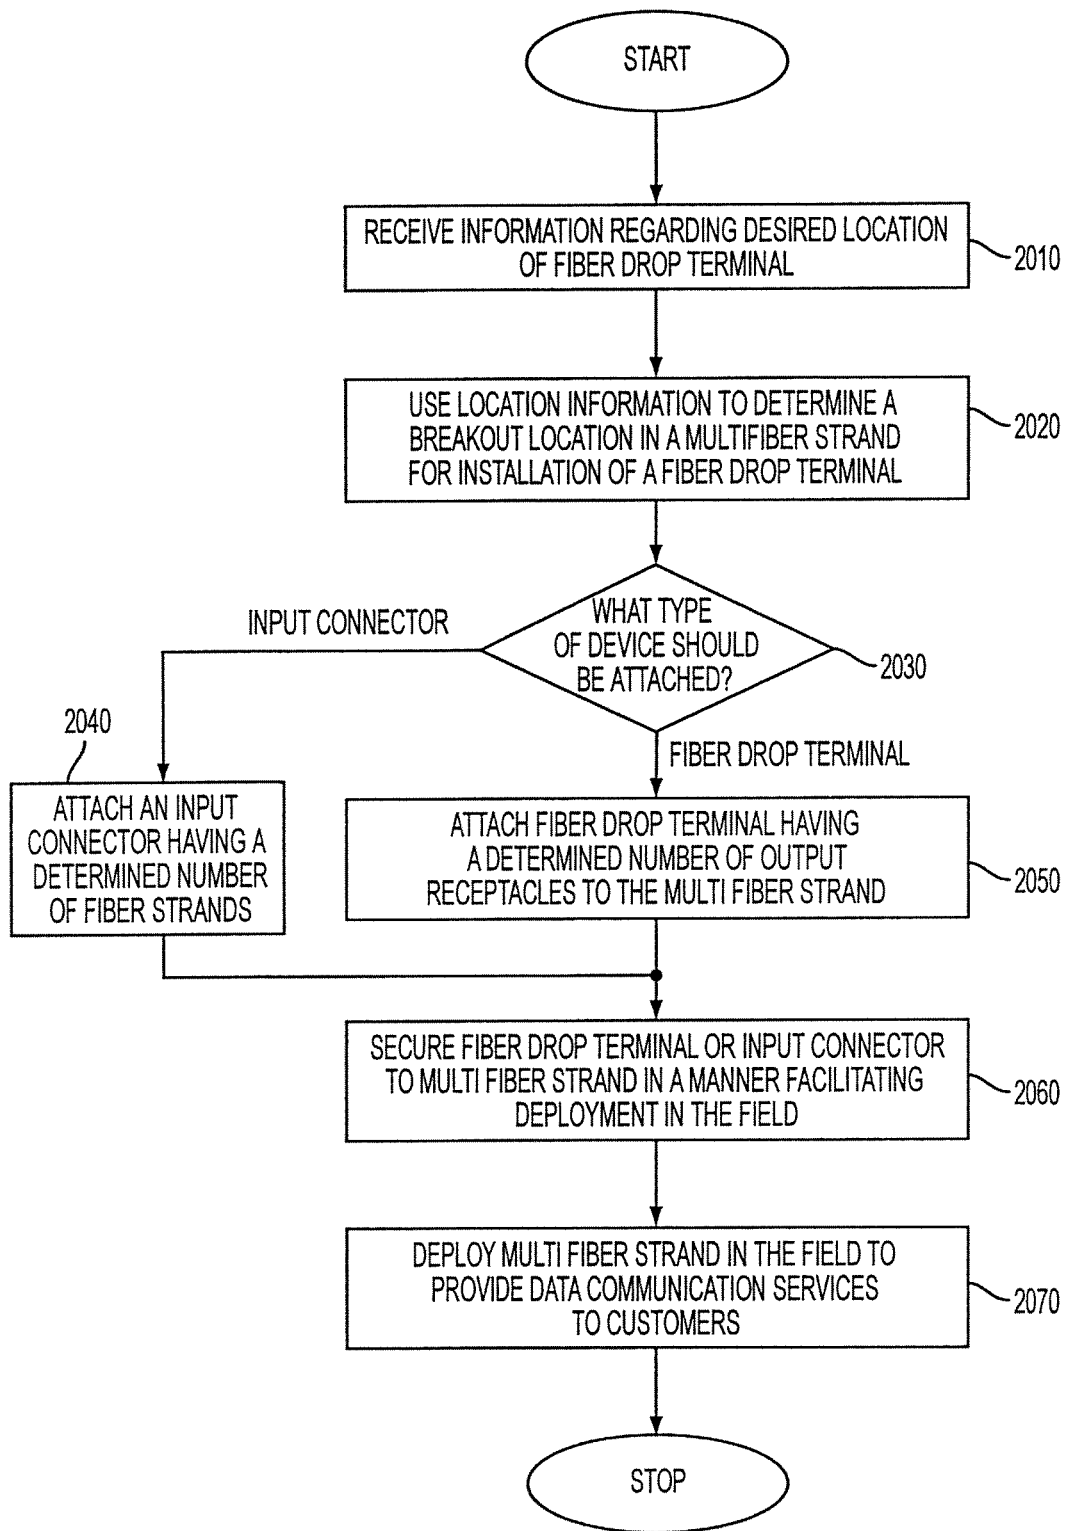 START
RECEIVE INFORMATION REGARDING DESIRED LOCATION
OF FIBER DROP TERMINAL
2010
USE LOCATION INFORMATION TO DETERMINE A
BREAKOUT LOCATION IN A MULTIFIBER STRAND
FOR INSTALLATION OF A FIBER DROP TERMINAL
2020
WHAT TYPE
OF DEVICE SHOULD
BE ATTACHED?
2030
INPUT CONNECTOR
FIBER DROP TERMINAL
2040
ATTACH AN INPUT
CONNECTOR HAVING A
DETERMINED NUMBER
OF FIBER STRANDS
ATTACH FIBER DROP TERMINAL HAVING
A DETERMINED NUMBER OF OUTPUT
RECEPTACLES TO THE MULTI FIBER STRAND
2050
SECURE FIBER DROP TERMINAL OR INPUT CONNECTOR
TO MULTI FIBER STRAND IN A MANNER FACILITATING
DEPLOYMENT IN THE FIELD
2060
DEPLOY MULTI FIBER STRAND IN THE FIELD TO
PROVIDE DATA COMMUNICATION SERVICES
TO CUSTOMERS
2070
STOP